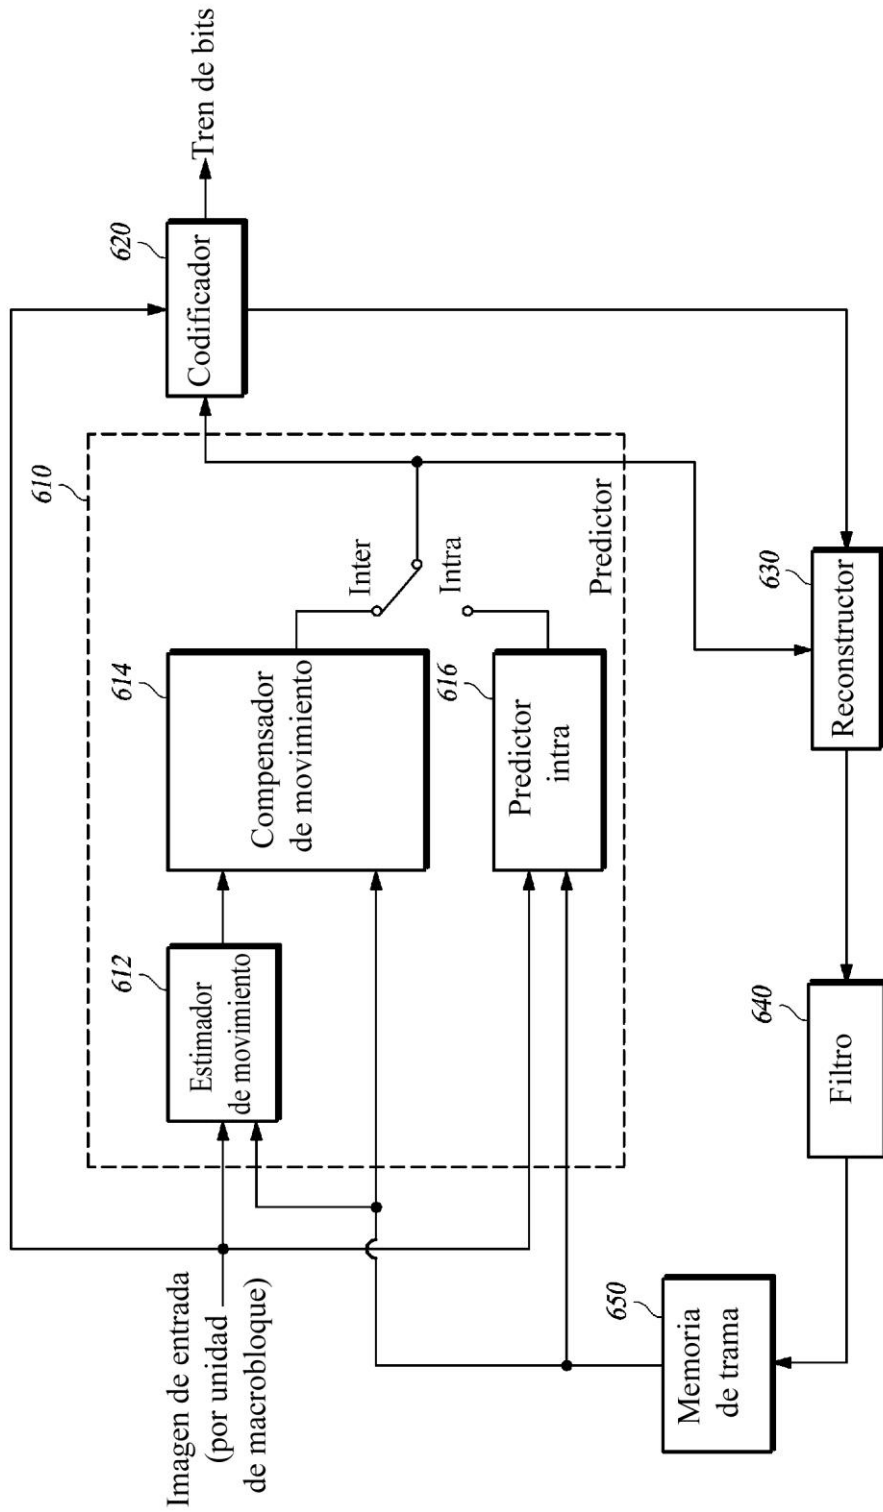 Imagen de entrada
(por unidad
de macrobloque)
610
612
Estimador
de movimiento
614
Compensador
de movimiento
Inter
Intra
616
Predictor
intra
Predictor
620
Codificador
Tren de bits
650
Memoria
de trama
640
Filtro
630
Reconstructor